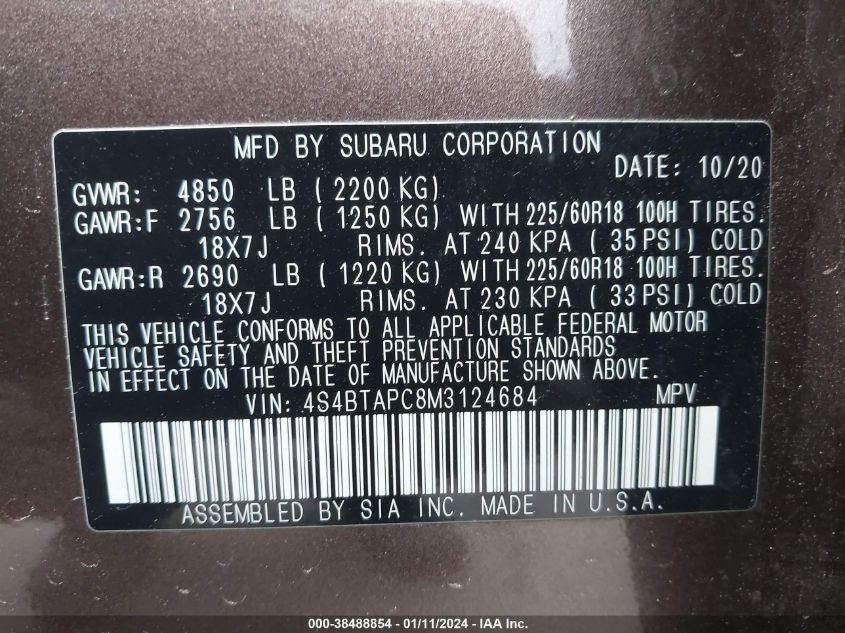 MFD BY SUBARU CORPORATION
DATE: 10/20
GVWR: 4850 LB ( 2200 KG)
GAWR:F 2756 LB ( 1250 KG) WITH 225/60R18 100H TIRES.
18X7J RIMS. AT 240 KPA ( 35 PSI) COLD
GAWR:R 2690 LB ( 1220 KG) WITH 225/60R18 100H TIRES.
18X7J RIMS. AT 230 KPA ( 33 PSI) COLD
THIS VEHICLE CONFORMS TO ALL APPLICABLE FEDERAL MOTOR
VEHICLE SAFETY AND THEFT PREVENTION STANDARDS
IN EFFECT ON THE DATE OF MANUFACTURE SHOWN ABOVE.
VIN: 4S4BTAPC8M3124684 MPV
ASSEMBLED BY SIA INC. MADE IN U.S.A.
000-38488854 - 01/11/2024 - IAA Inc.